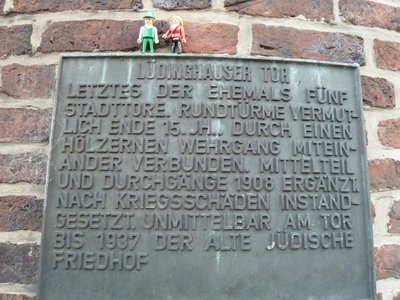 LÜDINGHAUSER TOR
LETZTES DER EHEMALS FÜNF
STADTTORE. RUNDTÜRME VERMUT-
LICH ENDE 15. JH., DURCH EINEN
HÖLZERNEN WEHRGANG MITEIN-
ANDER VERBUNDEN. MITTELTEIL
UND DURCHGÄNGE 1908 ERGÄNZT.
NACH KRIEGSSCHÄDEN INSTAND-
GESETZT. UNMITTELBAR AM TOR
BIS 1937 DER ALTE JÜDISCHE
FRIEDHOF